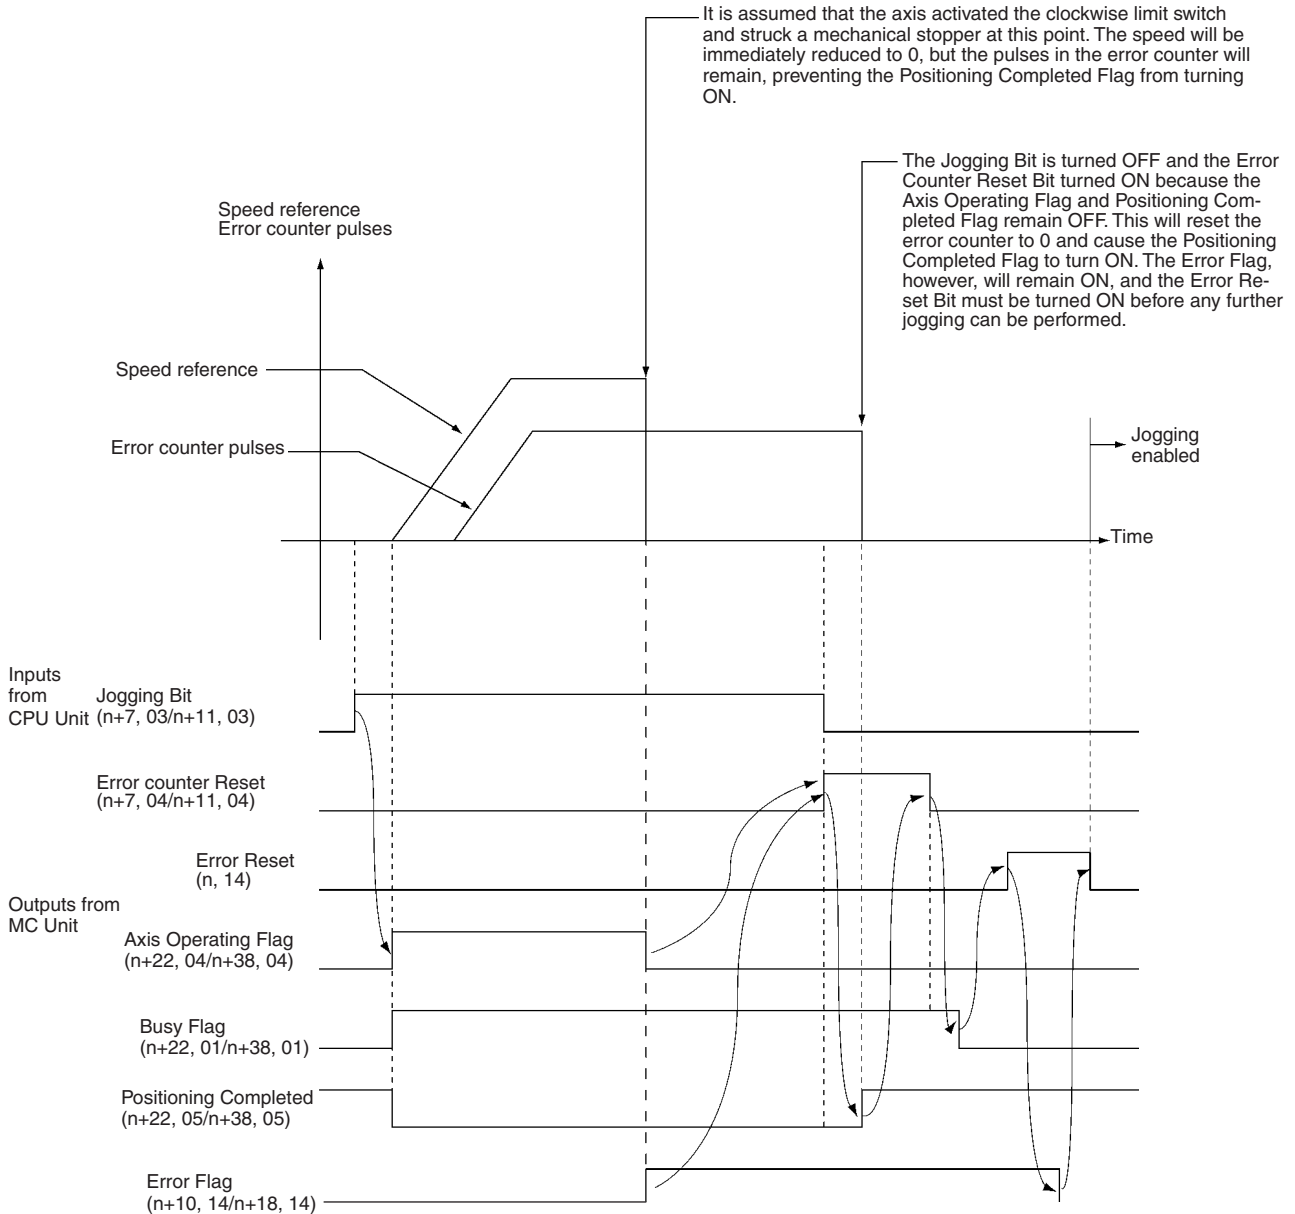 It is assumed that the axis activated the clockwise limit switch
and struck a mechanical stopper at this point. The speed will be
immediately reduced to 0, but the pulses in the error counter will
remain, preventing the Positioning Completed Flag from turning
ON.
The Jogging Bit is turned OFF and the Error
Counter Reset Bit turned ON because the
Axis Operating Flag and Positioning Com-
pleted Flag remain OFF. This will reset the
error counter to 0 and cause the Positioning
Completed Flag to turn ON. The Error Flag,
however, will remain ON, and the Error Re-
set Bit must be turned ON before any further
jogging can be performed.
Speed reference
Error counter pulses
Speed reference
Error counter pulses
Jogging
enabled
Time
Inputs
from
CPU Unit
Jogging Bit
(n+7, 03/n+11, 03)
Error counter Reset
(n+7, 04/n+11, 04)
Error Reset
(n, 14)
Outputs from
MC Unit
Axis Operating Flag
(n+22, 04/n+38, 04)
Busy Flag
(n+22, 01/n+38, 01)
Positioning Completed
(n+22, 05/n+38, 05)
Error Flag
(n+10, 14/n+18, 14)